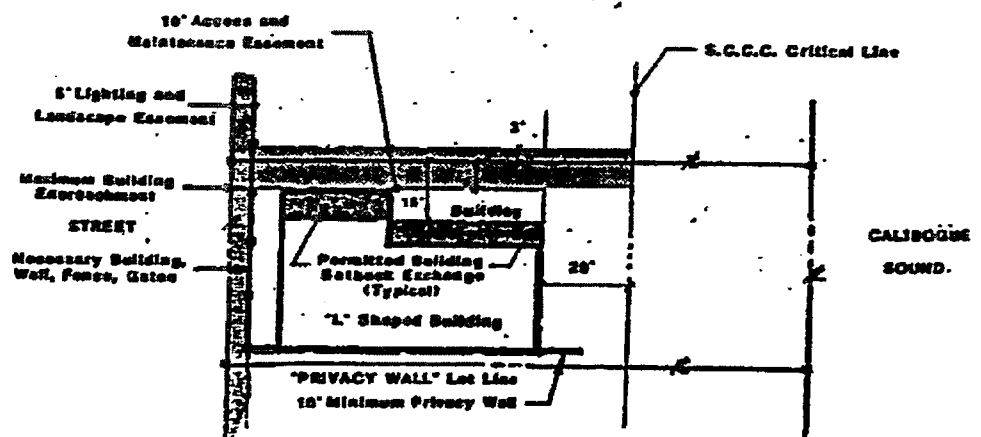 10' Access and
Maintenance Easement
S.C.C.C. Critical Line
5' Lighting and
Landscape Easement
3'
Maximum Building
Encroachment
15'
Building
STREET
CALIBOGUE
SOUND.
Necessary Building,
Wall, Fence, Gates
Permitted Building
Setback Exchange
(Typical)
20'
"L" Shaped Building
"PRIVACY WALL" Lot Line
10' Minimum Privacy Wall